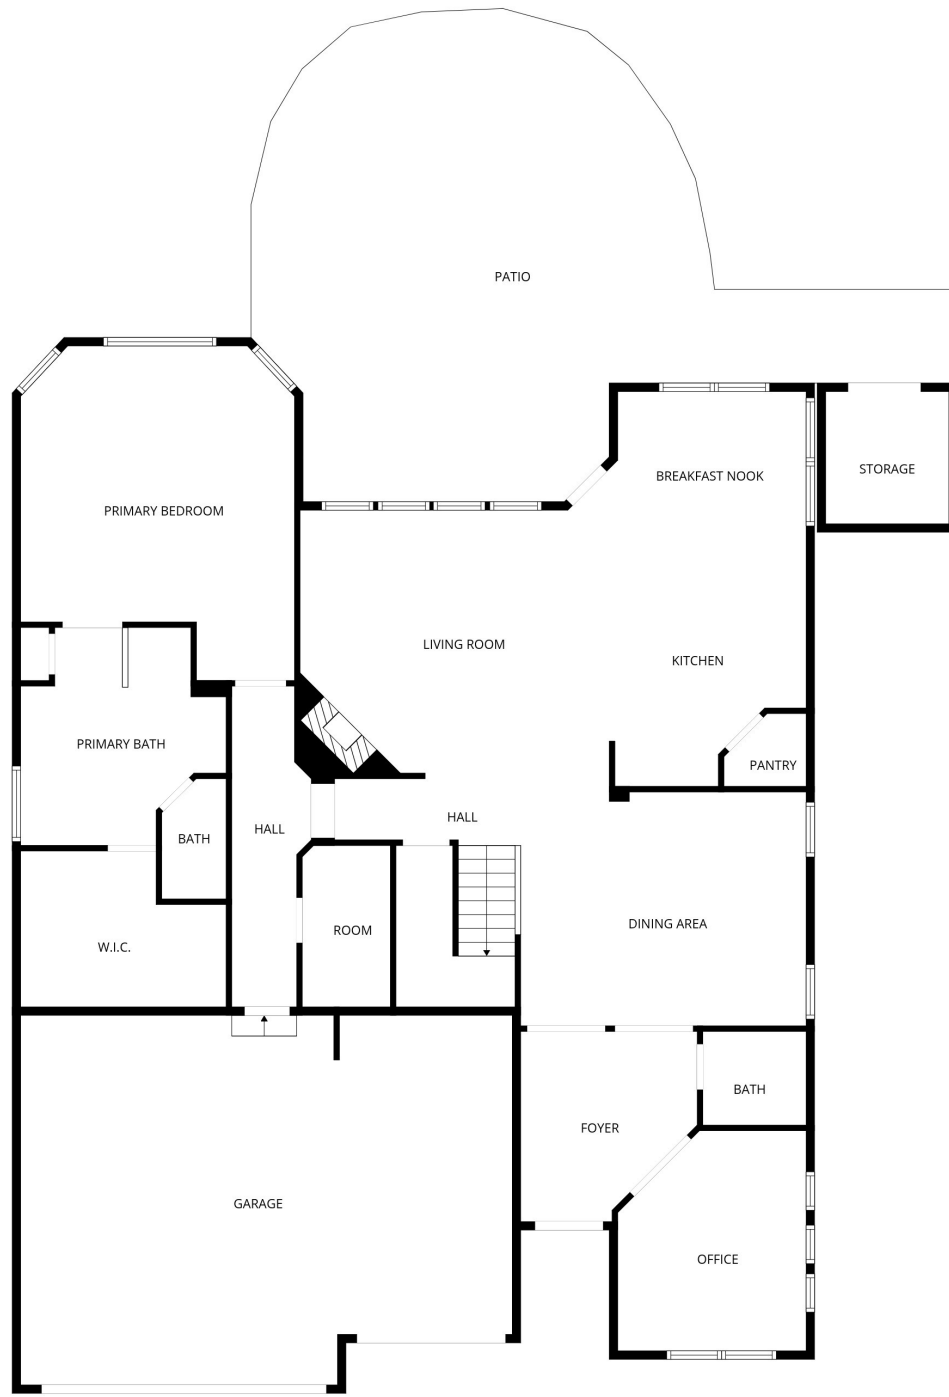 PATIO
STORAGE
BREAKFAST NOOK
PRIMARY BEDROOM
LIVING ROOM
KITCHEN
PRIMARY BATH
PANTRY
HALL
HALL
BATH
DINING AREA
ROOM
W.I.C.
BATH
FOYER
GARAGE
OFFICE